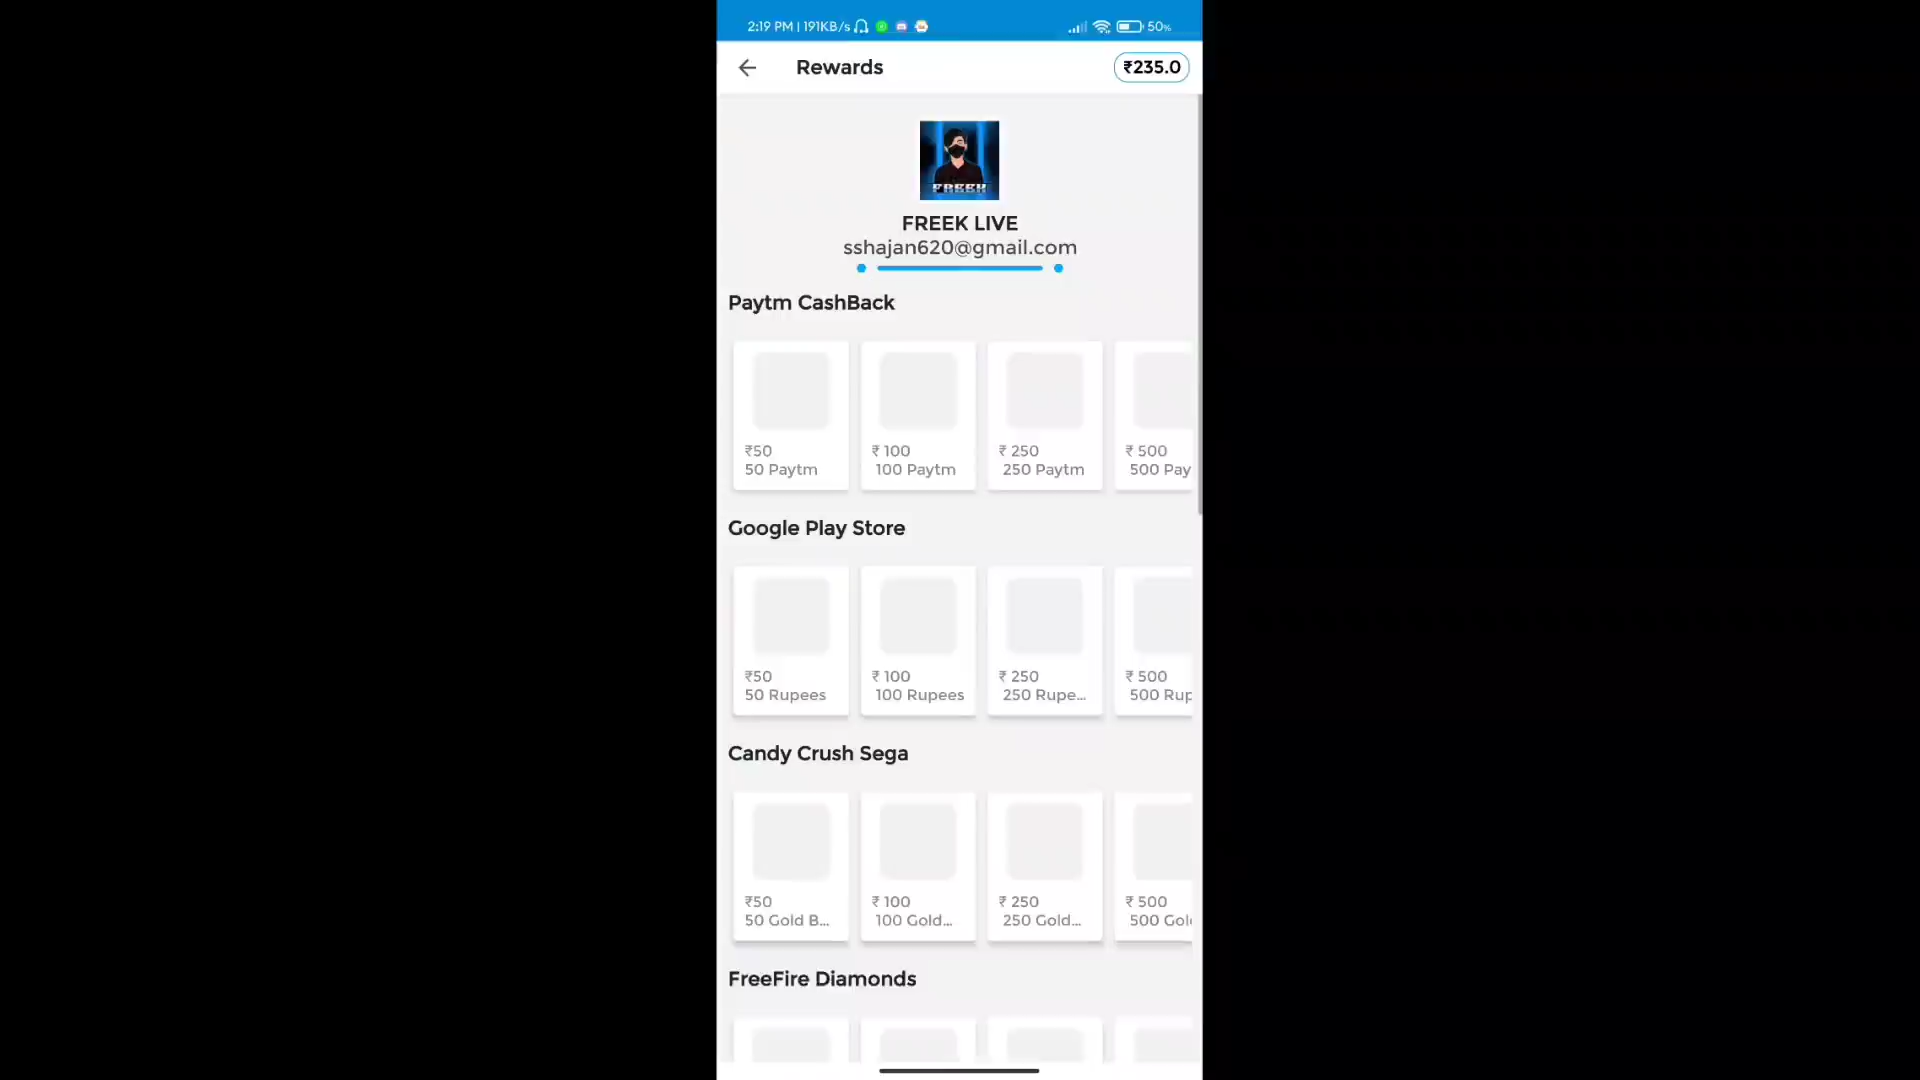 2:19 PM | 191KB/s 50%
Rewards ₹235.0
FREEK
FREEK LIVE
sshajan620@gmail.com
Paytm CashBack
₹50 ₹ 100 ₹ 250 ₹ 500
50 Paytm 100 Paytm 250 Paytm 500 Pay
Google Play Store
₹50 ₹ 100 ₹ 250 ₹ 500
50 Rupees 100 Rupees 250 Rupe... 500 Rup
Candy Crush Sega
₹50 ₹ 100 ₹ 250 ₹ 500
50 Gold B... 100 Gold... 250 Gold... 500 Gol
FreeFire Diamonds